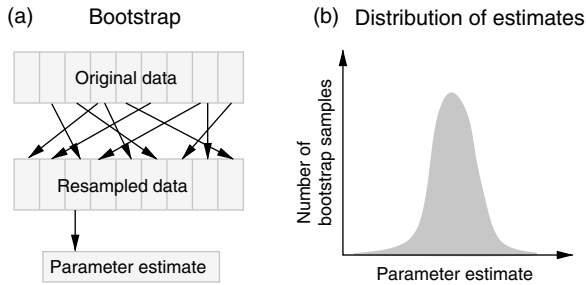 (a) Bootstrap
Original data
Resampled data
Parameter estimate
(b) Distribution of estimates
Number of
bootstrap samples
Parameter estimate